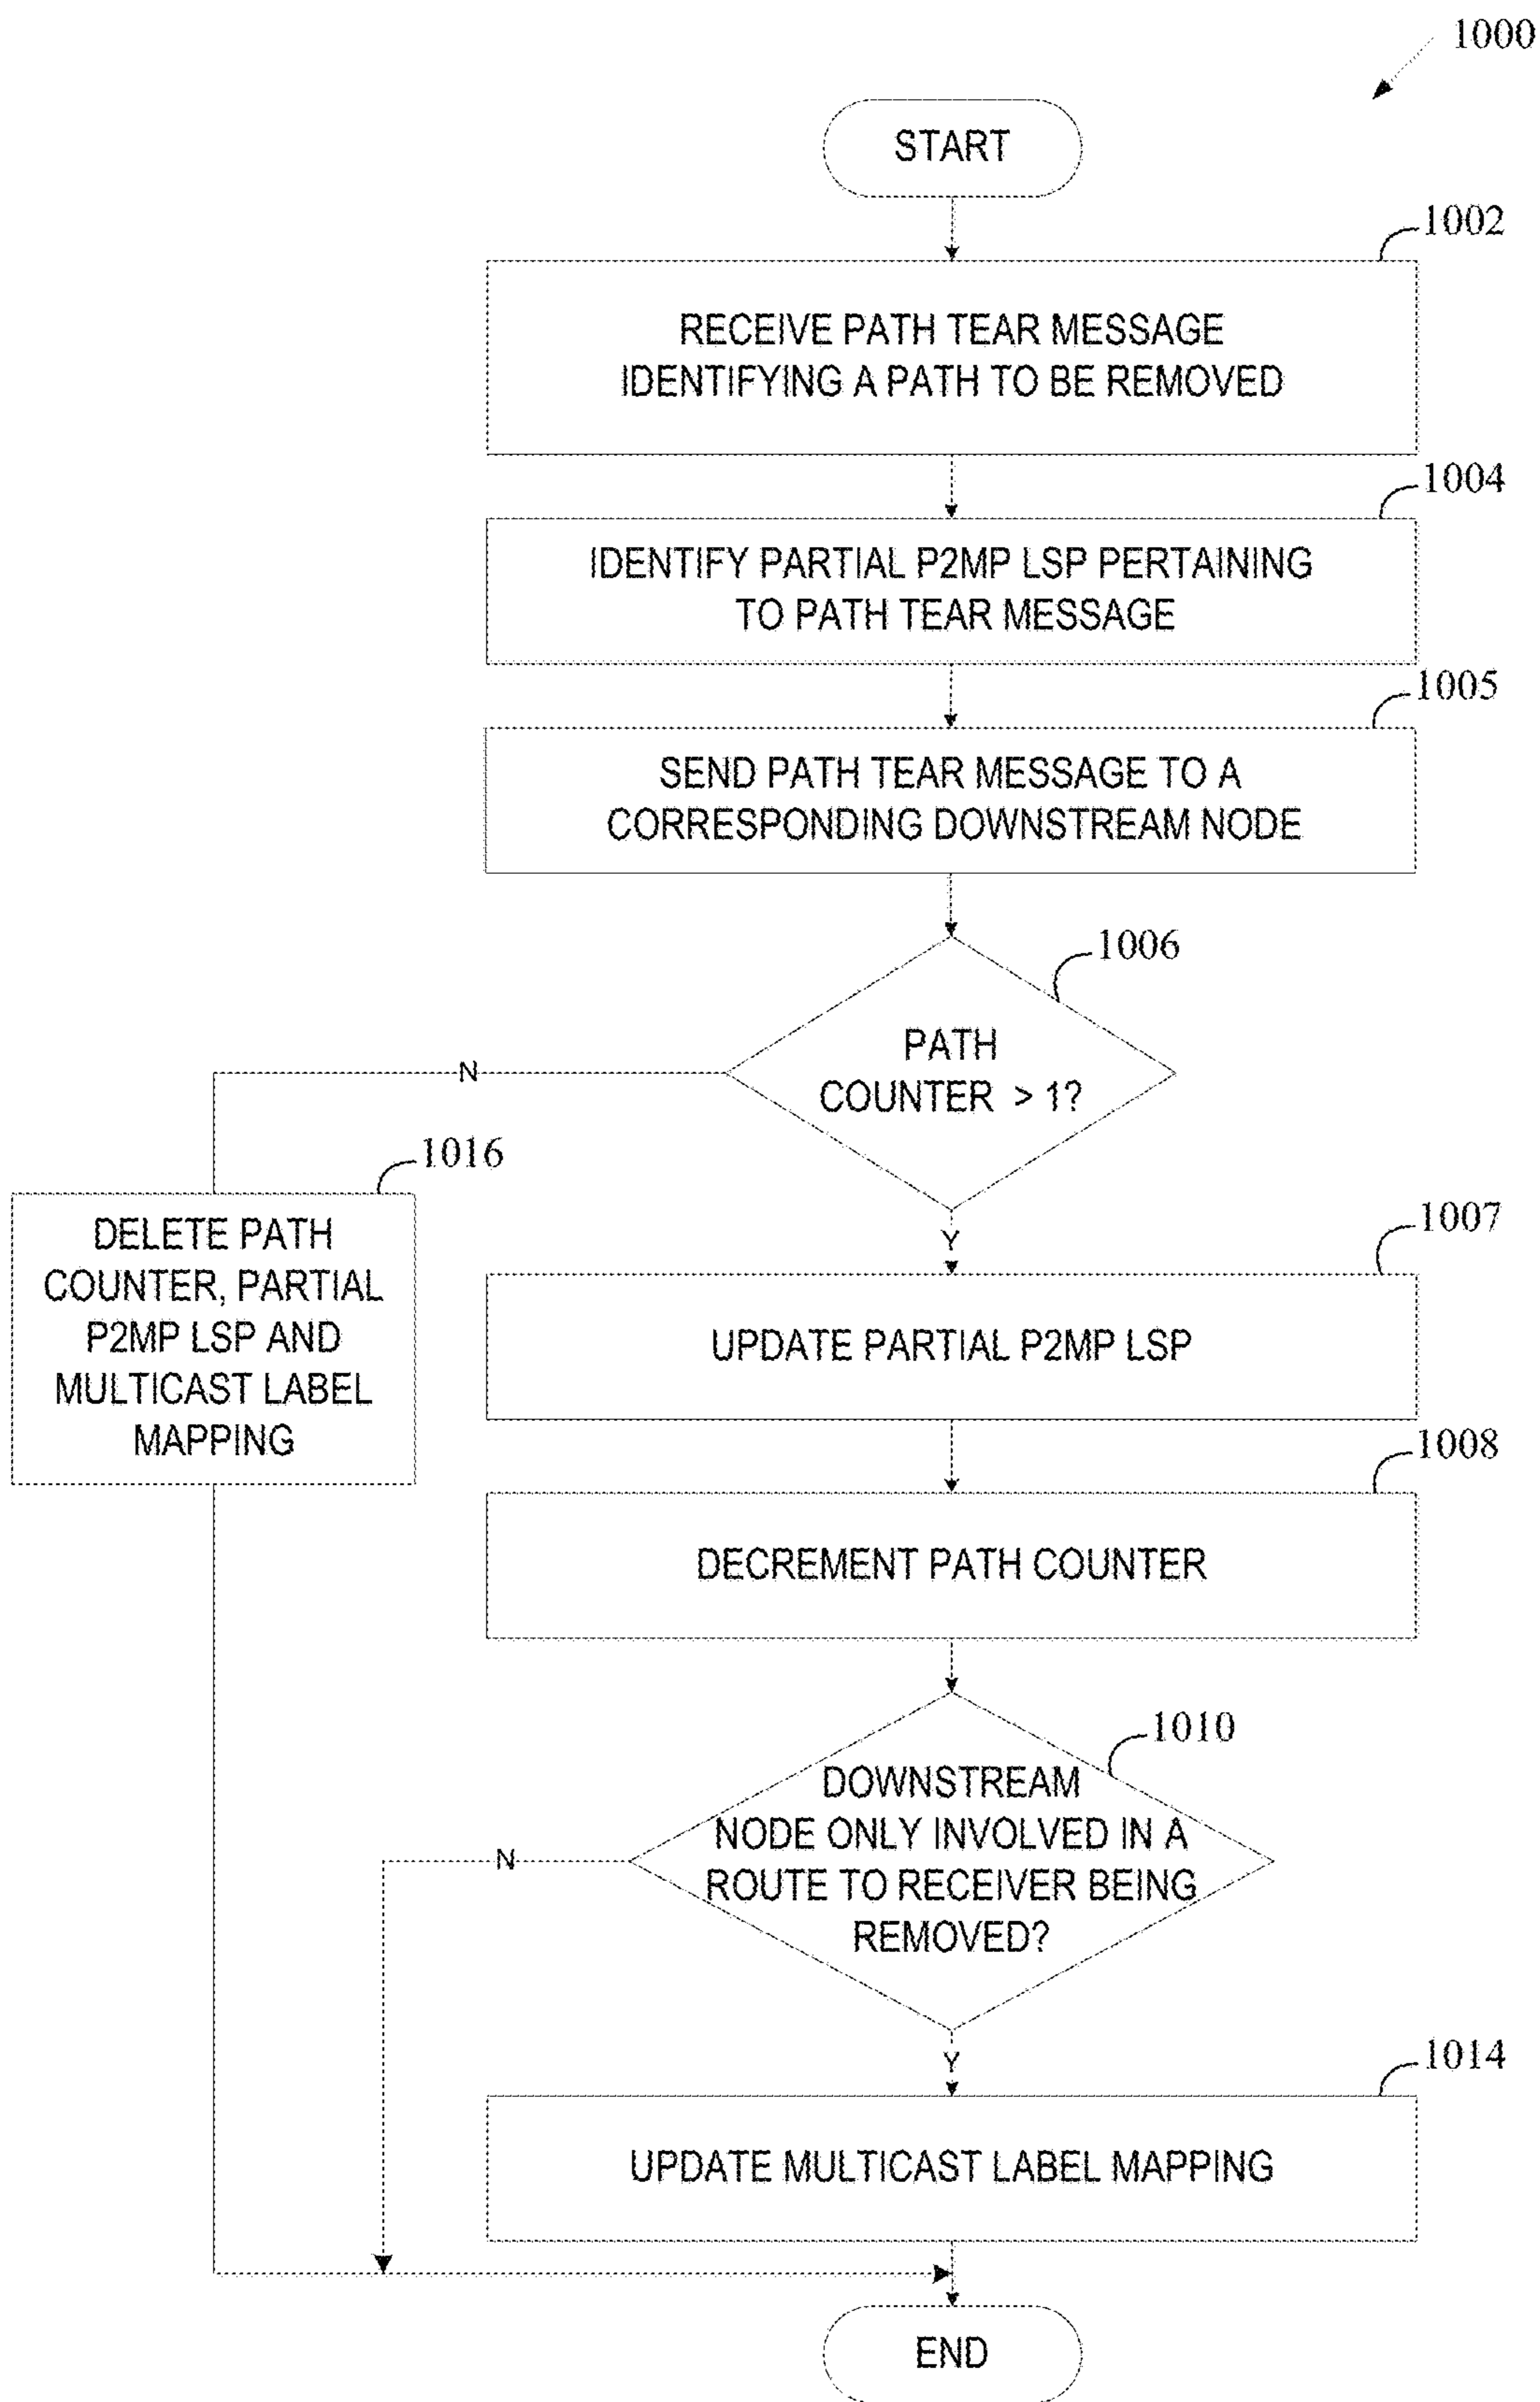 1000
START
1002
RECEIVE PATH TEAR MESSAGE
IDENTIFYING A PATH TO BE REMOVED
1004
IDENTIFY PARTIAL P2MP LSP PERTAINING
TO PATH TEAR MESSAGE
1005
SEND PATH TEAR MESSAGE TO A
CORRESPONDING DOWNSTREAM NODE
1006
PATH
COUNTER > 1?
N
1016
DELETE PATH
COUNTER, PARTIAL
P2MP LSP AND
MULTICAST LABEL
MAPPING
Y
1007
UPDATE PARTIAL P2MP LSP
1008
DECREMENT PATH COUNTER
1010
DOWNSTREAM
NODE ONLY INVOLVED IN A
ROUTE TO RECEIVER BEING
REMOVED?
N
Y
1014
UPDATE MULTICAST LABEL MAPPING
END